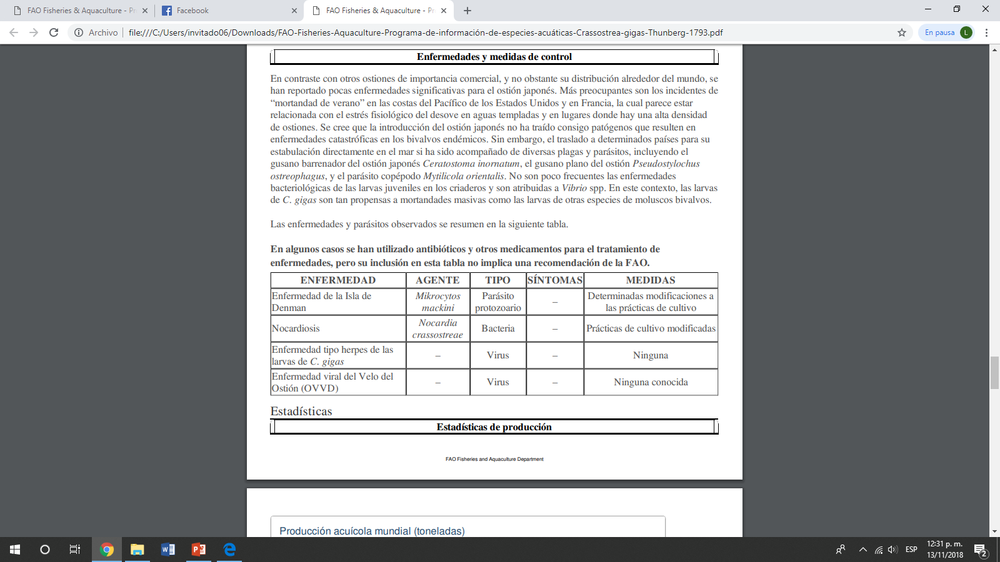 FAO Fisheries & Aquaculture - Pr
Facebook
FAO Fisheries & Aquaculture - Pr
Archivo
file:///C:/Users/invitado06/Downloads/FAO-Fisheries-Aquaculture-Programa-de-información-de-especies-acuáticas-Crassostrea-gigas-Thunberg-1793.pdf
En pausa
L
Enfermedades y medidas de control
En contraste con otros ostiones de importancia comercial, y no obstante su distribución alrededor del mundo, se
han reportado pocas enfermedades significativas para el ostión japonés. Más preocupantes son los incidentes de
“mortandad de verano” en las costas del Pacífico de los Estados Unidos y en Francia, la cual parece estar
relacionada con el estrés fisiológico del desove en aguas templadas y en lugares donde hay una alta densidad
de ostiones. Se cree que la introducción del ostión japonés no ha traído consigo patógenos que resulten en
enfermedades catastróficas en los bivalvos endémicos. Sin embargo, el traslado a determinados países para su
estabulación directamente en el mar si ha sido acompañado de diversas plagas y parásitos, incluyendo el
gusano barrenador del ostión japonés Ceratostoma inornatum, el gusano plano del ostión Pseudostylochus
ostreophagus, y el parásito copépodo Mytilicola orientalis. No son poco frecuentes las enfermedades
bacteriológicas de las larvas juveniles en los criaderos y son atribuidas a Vibrio spp. En este contexto, las larvas
de C. gigas son tan propensas a mortandades masivas como las larvas de otras especies de moluscos bivalvos.
Las enfermedades y parásitos observados se resumen en la siguiente tabla.
En algunos casos se han utilizado antibióticos y otros medicamentos para el tratamiento de
enfermedades, pero su inclusión en esta tabla no implica una recomendación de la FAO.
ENFERMEDAD AGENTE TIPO SÍNTOMAS MEDIDAS
Enfermedad de la Isla de Mikrocytos Parásito Determinadas modificaciones a
Denman mackini protozoario – las prácticas de cultivo
Nocardiosis Nocardia Bacteria – Prácticas de cultivo modificadas
crassostreae
Enfermedad tipo herpes de las – Virus – Ninguna
larvas de C. gigas
Enfermedad viral del Velo del – Virus – Ninguna conocida
Ostión (OVVD)
Estadísticas
Estadísticas de producción
FAO Fisheries and Aquaculture Department
Producción acuícola mundial (toneladas)
ESP
12:31 p. m.
13/11/2018
2